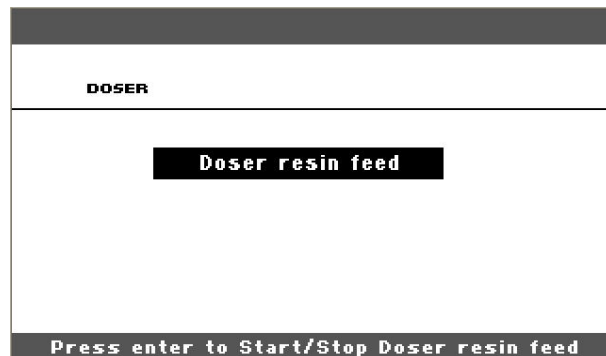 DOSER
Doser resin feed
Press enter to Start/Stop Doser resin feed